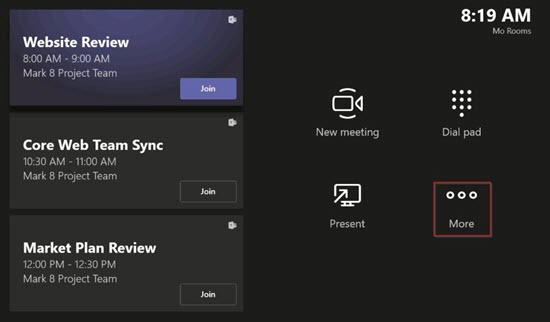 8:19 AM
Mo Rooms
Website Review
8:00 AM - 9:00 AM
Mark 8 Project Team
Join
Core Web Team Sync
10:30 AM - 11:00 AM
Mark 8 Project Team
Join
Market Plan Review
12:00 PM - 12:30 PM
Mark 8 Project Team
Join
New meeting
Dial pad
Present
More